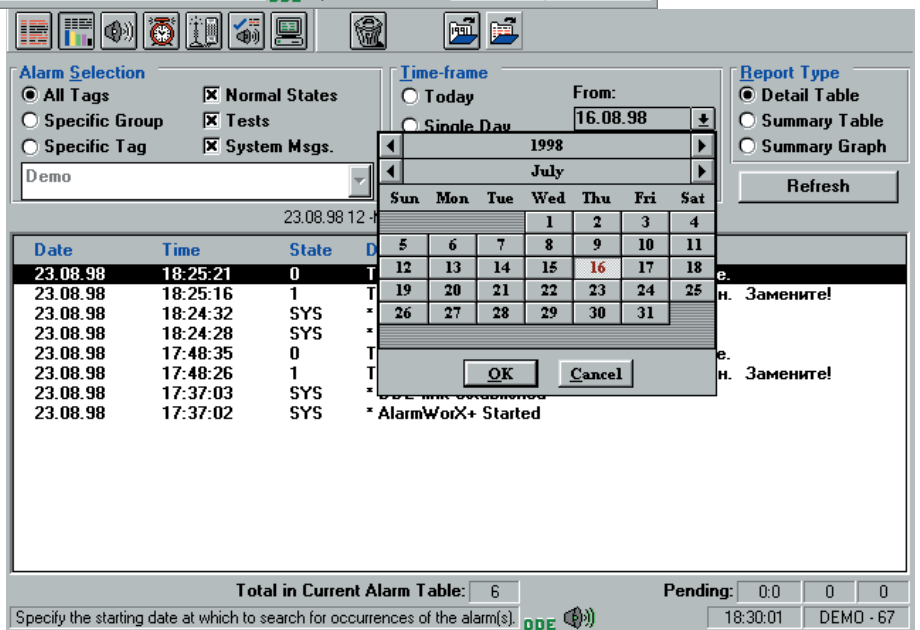 Alarm Selection
All Tags
Normal States
Specific Group
Tests
Specific Tag
System Msgs.
Demo
Time-frame
Today
Single Day
From:
16.08.98
Report Type
Detail Table
Summary Table
Summary Graph
Refresh
1998
July
Sun Mon Tue Wed Thu Fri Sat
1 2 3 4
5 6 7 8 9 10 11
12 13 14 15 16 17 18
19 20 21 22 23 24 25
26 27 28 29 30 31
OK Cancel
23.08.98 12
Date Time State D
23.08.98 18:25:21 0 T е.
23.08.98 18:25:16 1 T н. Замените!
23.08.98 18:24:32 SYS *
23.08.98 18:24:28 SYS *
23.08.98 17:48:35 0 T е.
23.08.98 17:48:26 1 T н. Замените!
23.08.98 17:37:03 SYS *
23.08.98 17:37:02 SYS * AlarmWorX+ Started
Total in Current Alarm Table: 6
Pending: 0:0 0 0
Specify the starting date at which to search for occurrences of the alarm(s).
DDE
18:30:01 DEMO - 67